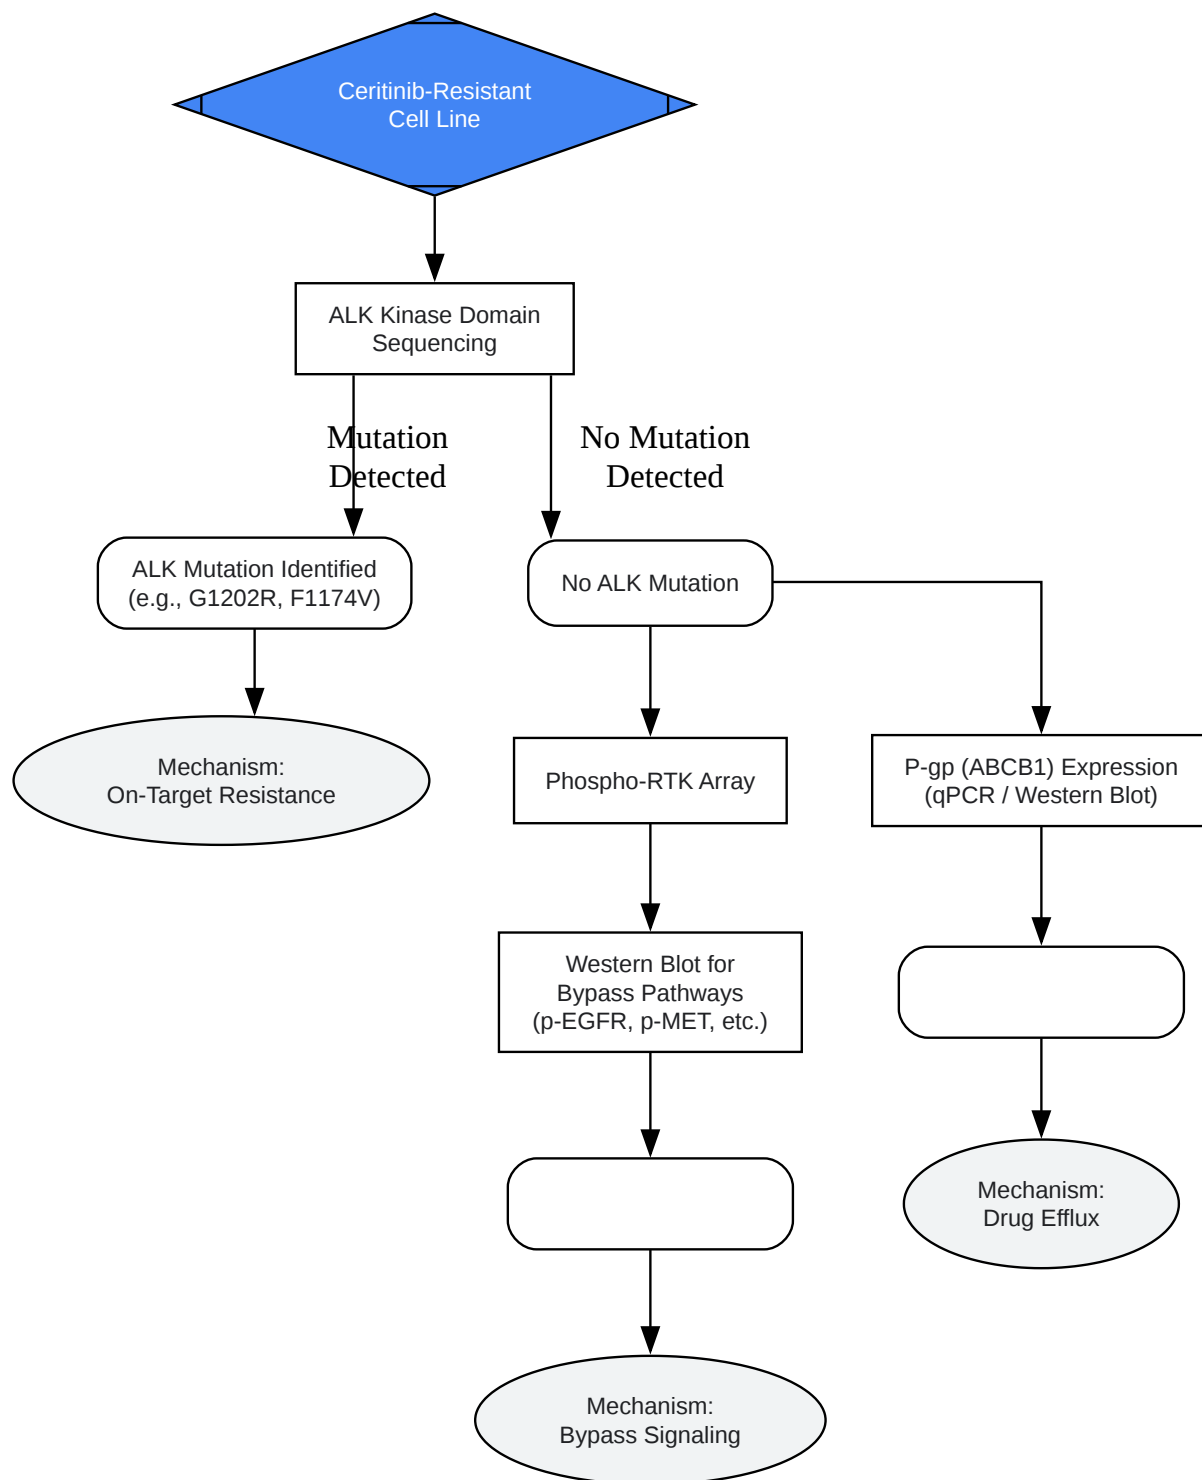 Ceritinib-Resistant
Cell Line
ALK Kinase Domain
Sequencing
Mutation
Detected
No Mutation
Detected
ALK Mutation Identified
(e.g., G1202R, F1174V)
No ALK Mutation
Mechanism:
On-Target Resistance
Phospho-RTK Array
P-gp (ABCB1) Expression
(qPCR / Western Blot)
Western Blot for
Bypass Pathways
(p-EGFR, p-MET, etc.)
Mechanism:
Drug Efflux
Mechanism:
Bypass Signaling